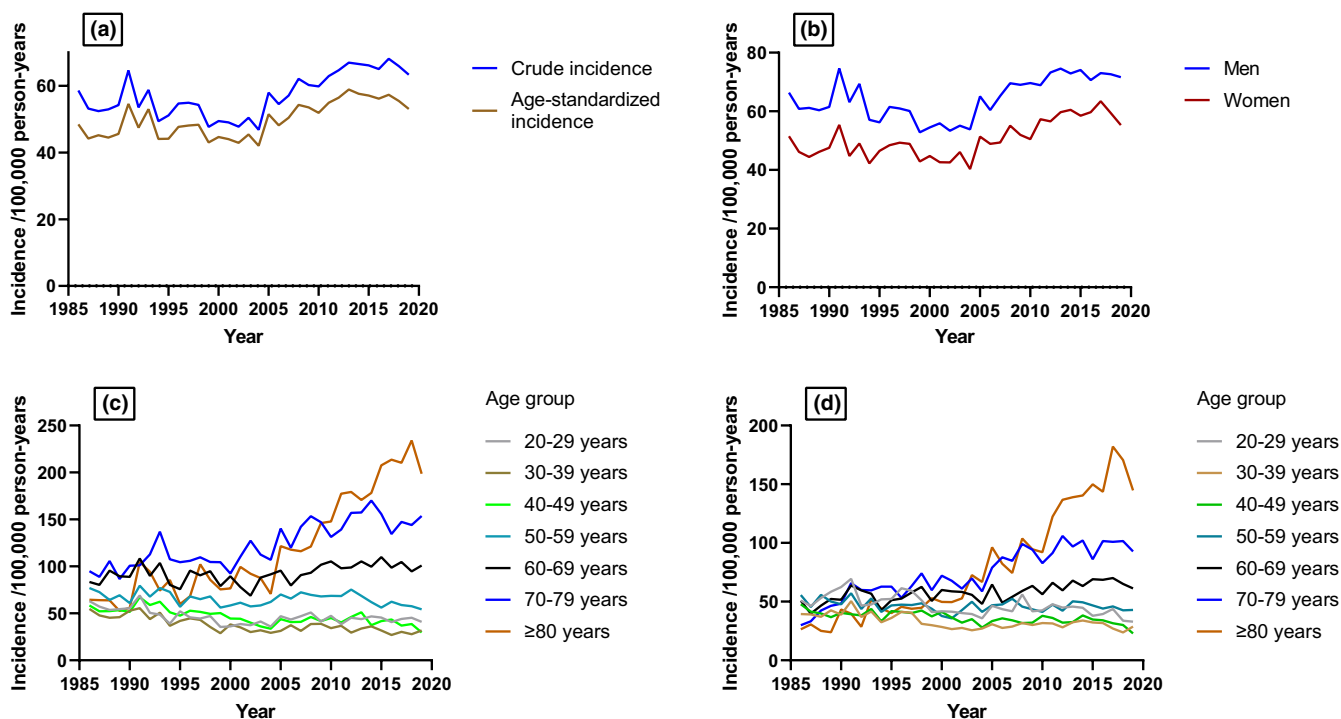 (a)
Incidence /100,000 person-years
60
40
20
0
1985 1990 1995 2000 2005 2010 2015 2020
Year
Crude incidence
Age-standardized
incidence
(b)
Incidence /100,000 person-years
80
60
40
20
0
1985 1990 1995 2000 2005 2010 2015 2020
Year
Men
Women
(c)
Incidence /100,000 person-years
250
200
150
100
50
0
1985 1990 1995 2000 2005 2010 2015 2020
Year
Age group
20-29 years
30-39 years
40-49 years
50-59 years
60-69 years
70-79 years
≥80 years
(d)
Incidence /100,000 person-years
200
150
100
50
0
1985 1990 1995 2000 2005 2010 2015 2020
Year
Age group
20-29 years
30-39 years
40-49 years
50-59 years
60-69 years
70-79 years
≥80 years